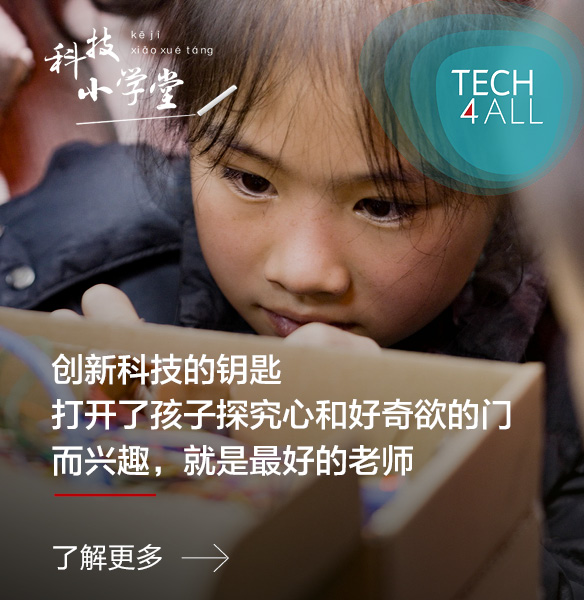 科技
kē jì
小学堂
xiǎo xué táng
TECH
4ALL
创新科技的钥匙
打开了孩子探究心和好奇欲的门
而兴趣，就是最好的老师
了解更多